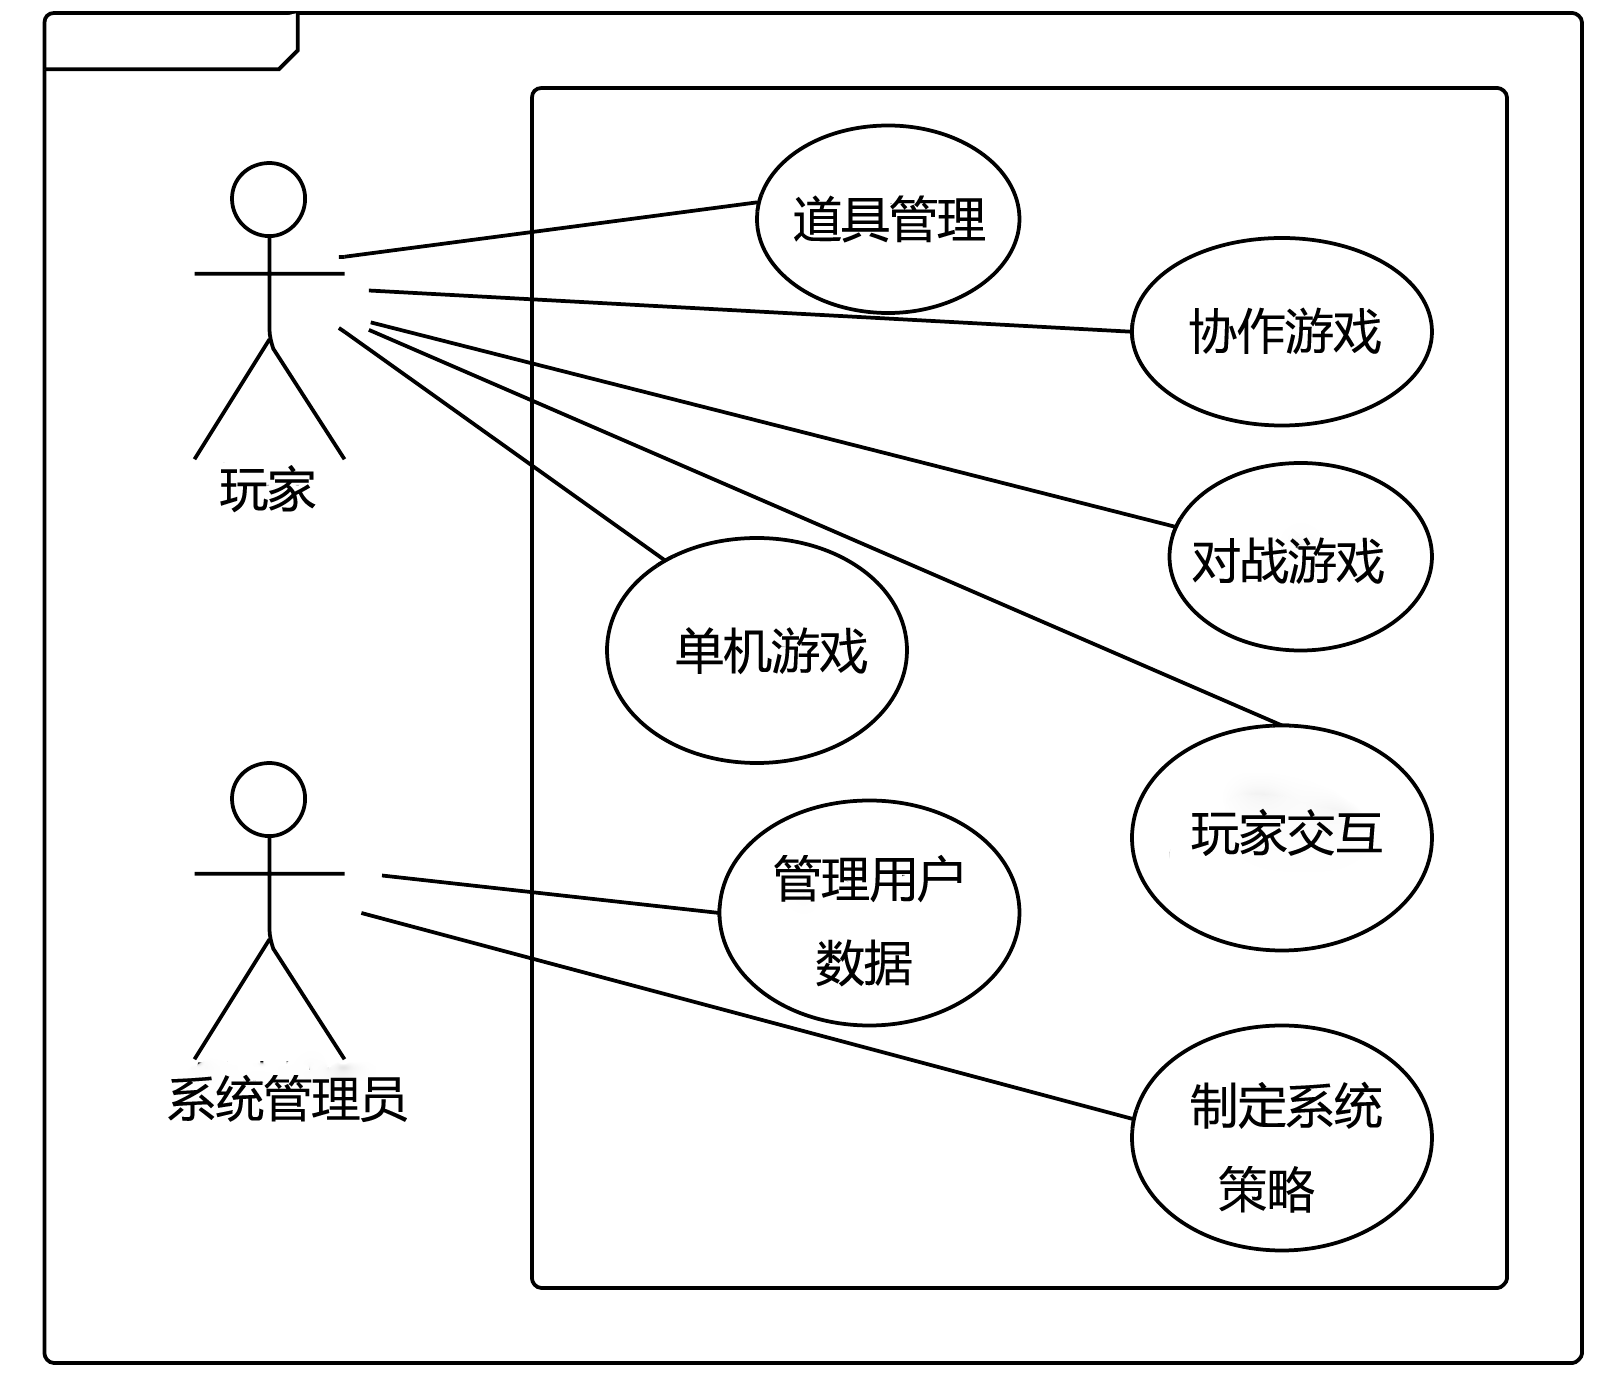 道具管理
协作游戏
玩家
对战游戏
单机游戏
玩家交互
管理用户
数据
系统管理员
制定系统
策略